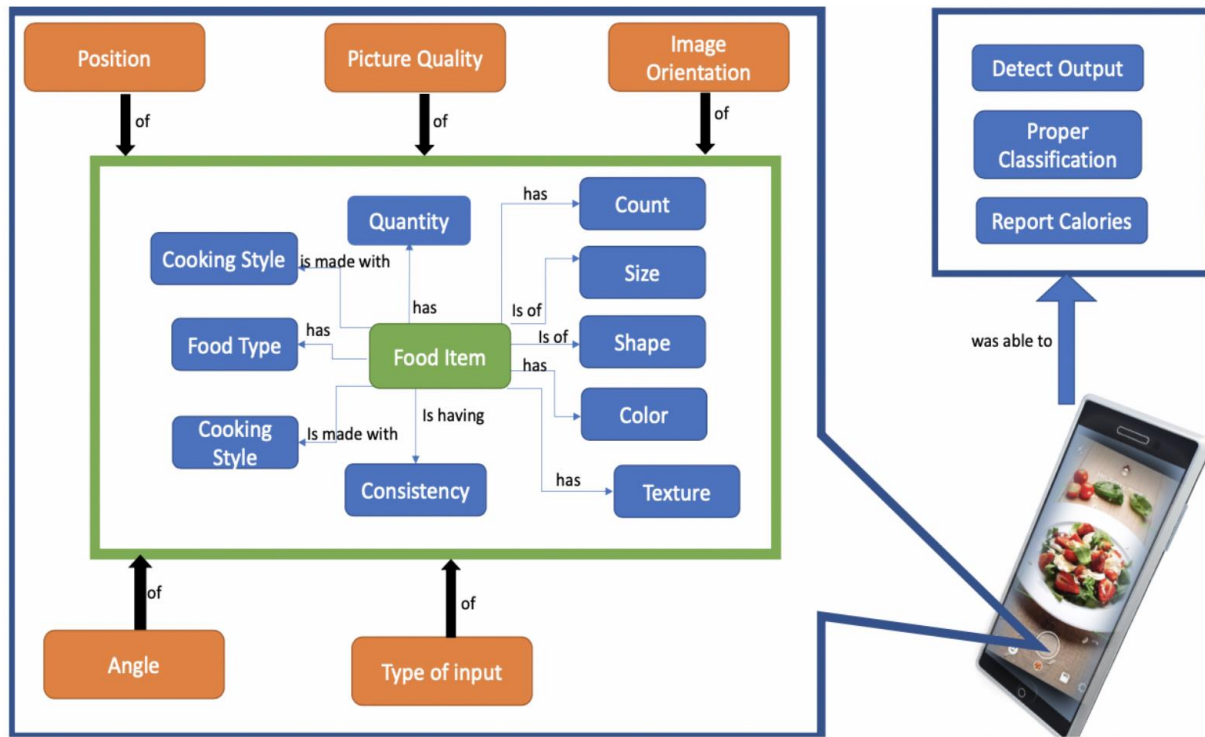 Position
Picture Quality
Image
Orientation
of
of
of
Quantity
has
Count
Cooking Style
is made with
Size
has
Is of
Food Type
has
Food Item
Is of
Shape
has
Color
Cooking
Style
Is made with
Is having
Consistency
has
Texture
of
of
Angle
Type of input
Detect Output
Proper
Classification
Report Calories
was able to